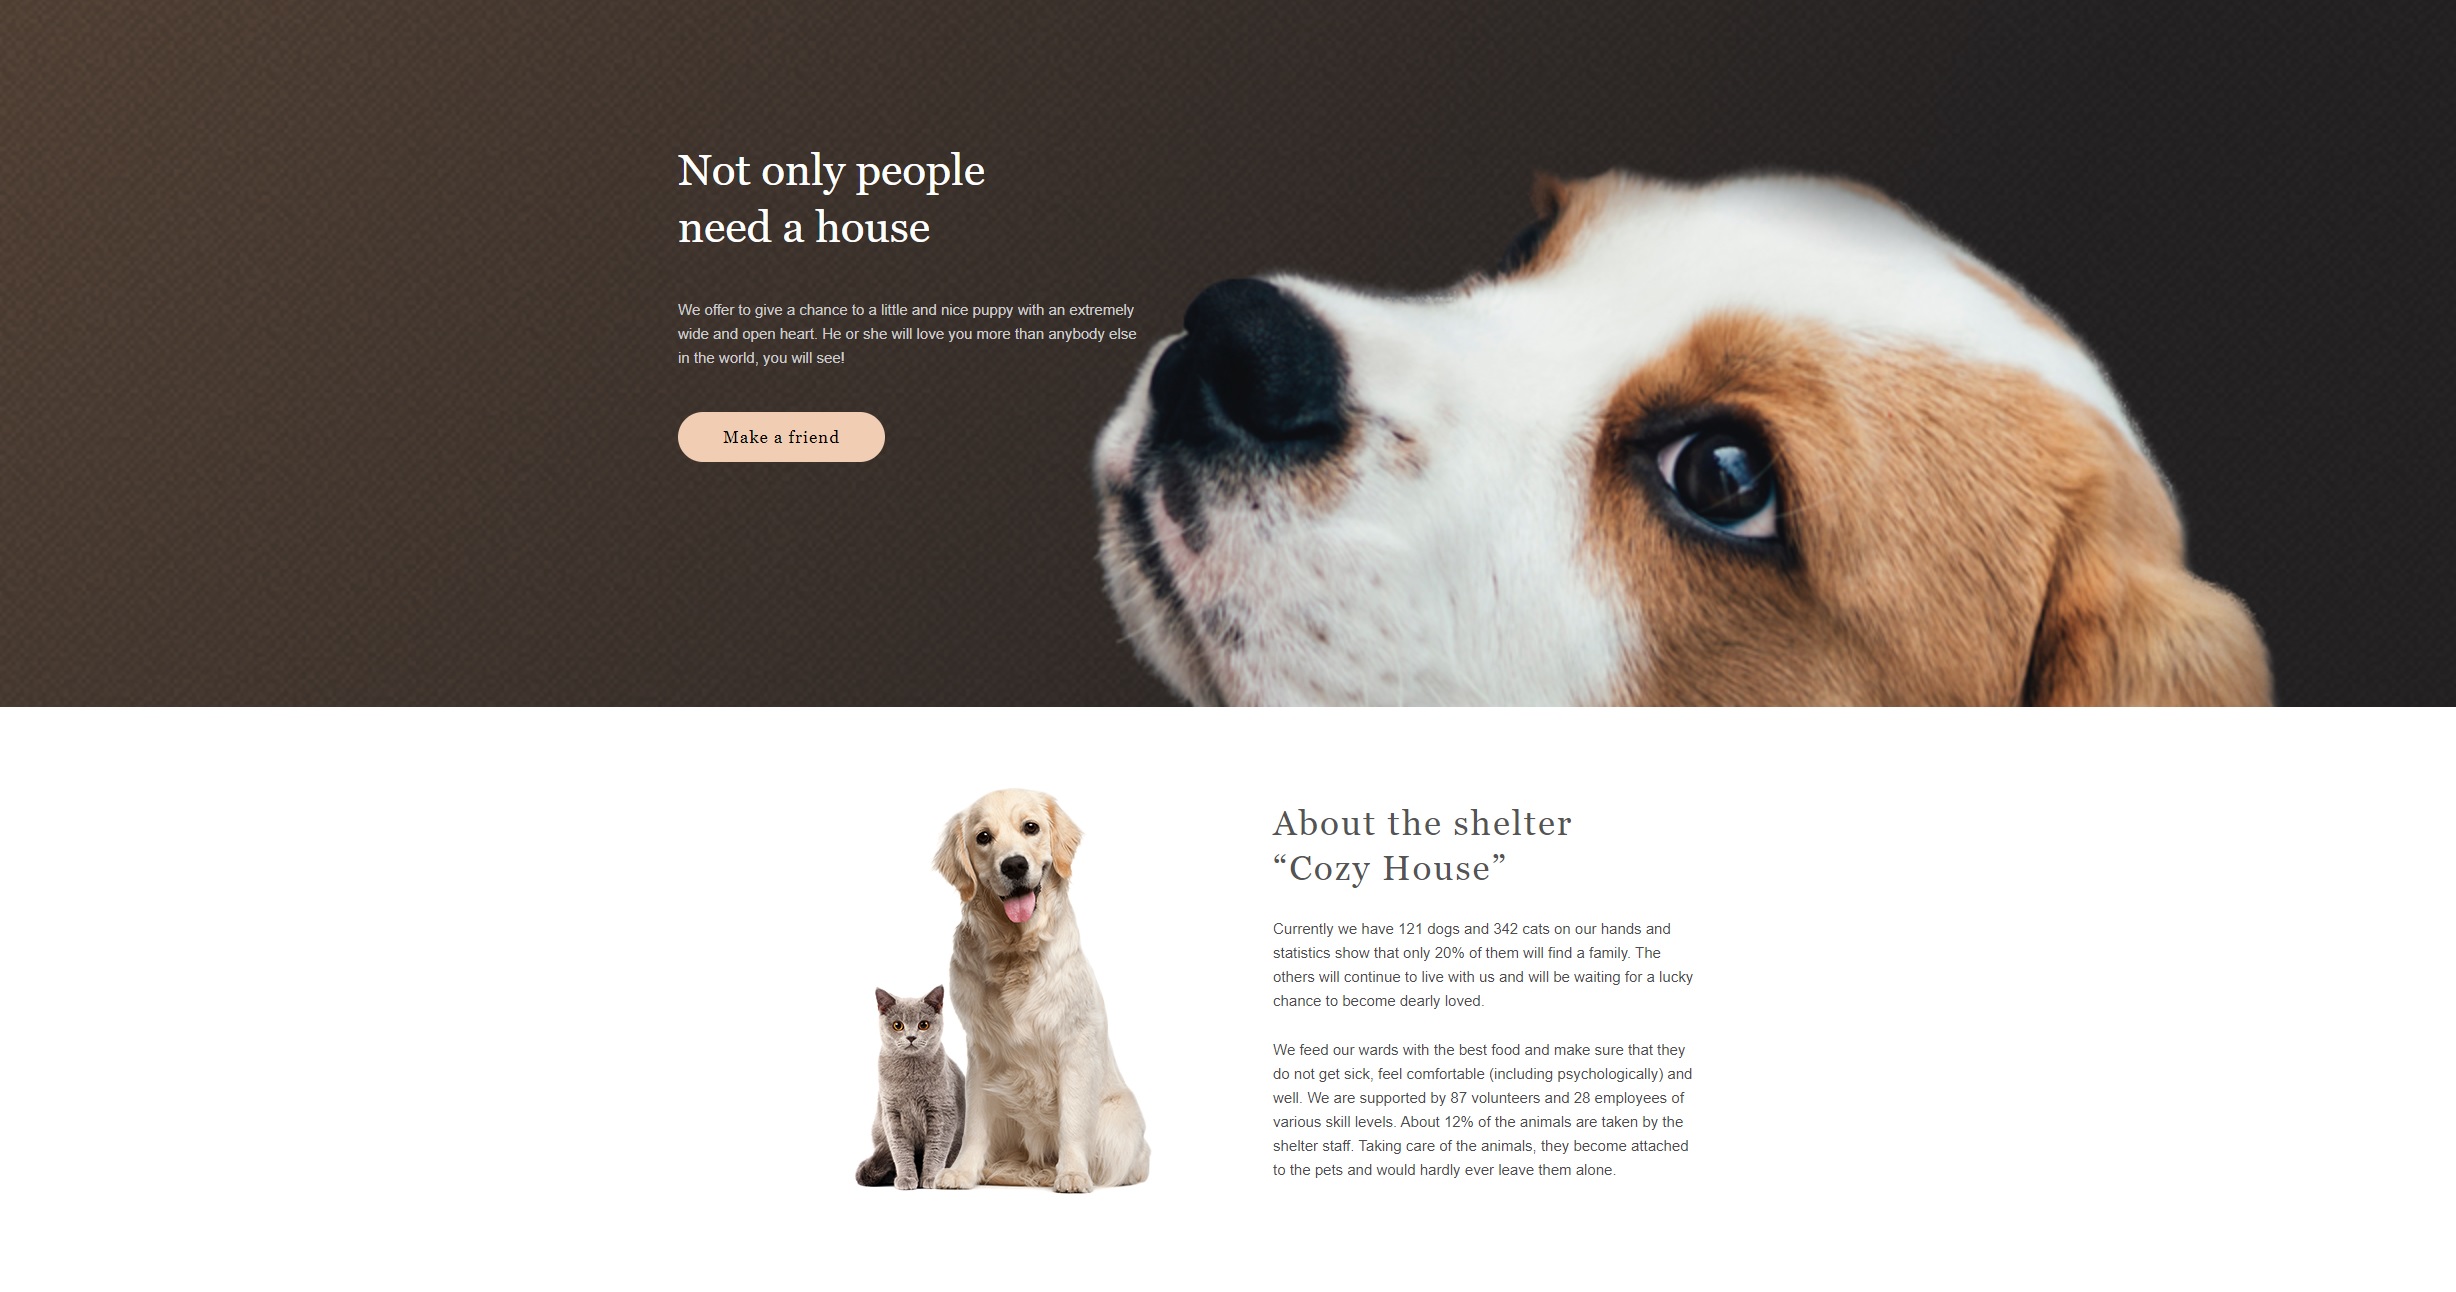 Not only people
need a house
We offer to give a chance to a little and nice puppy with an extremely
wide and open heart. He or she will love you more than anybody else
in the world, you will see!
Make a friend
About the shelter
“Cozy House”
Currently we have 121 dogs and 342 cats on our hands and
statistics show that only 20% of them will find a family. The
others will continue to live with us and will be waiting for a lucky
chance to become dearly loved.
We feed our wards with the best food and make sure that they
do not get sick, feel comfortable (including psychologically) and
well. We are supported by 87 volunteers and 28 employees of
various skill levels. About 12% of the animals are taken by the
shelter staff. Taking care of the animals, they become attached
to the pets and would hardly ever leave them alone.